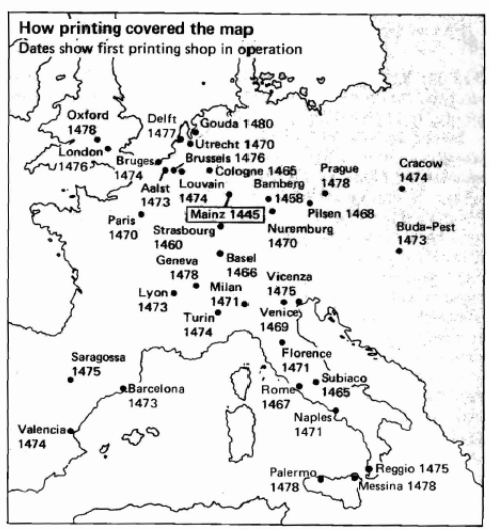 How printing covered the map
Dates show first printing shop in operation
Oxford
1478
London
1476
Delft
1477
Gouda 1480
Utrecht 1470
Bruges
1474
Brussels 1476
Cologne 1465
Aalst
1473
Louvain
1474
Bamberg
1458
Prague
1478
Cracow
1474
Mainz 1445
Pilsen 1468
Paris
1470
Strasbourg
1460
Nuremburg
1470
Buda-Pest
1473
Basel
1466
Geneva
1478
Lyon
1473
Milan
1471
Vicenza
1475
Turin
1474
Venice
1469
Florence
1471
Saragossa
1475
Barcelona
1473
Rome
1467
Subiaco
1465
Valencia
1474
Naples
1471
Palermo
1478
Reggio 1475
Messina 1478